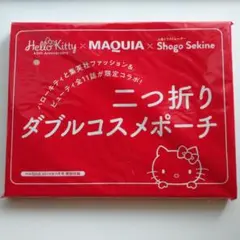 Hello Kitty × MAQUIA × Shogo Sekine
ハローキティと集英社ファッション&
ビューティ全11誌が限定コラボ!
二つ折り
ダブルコスメポーチ